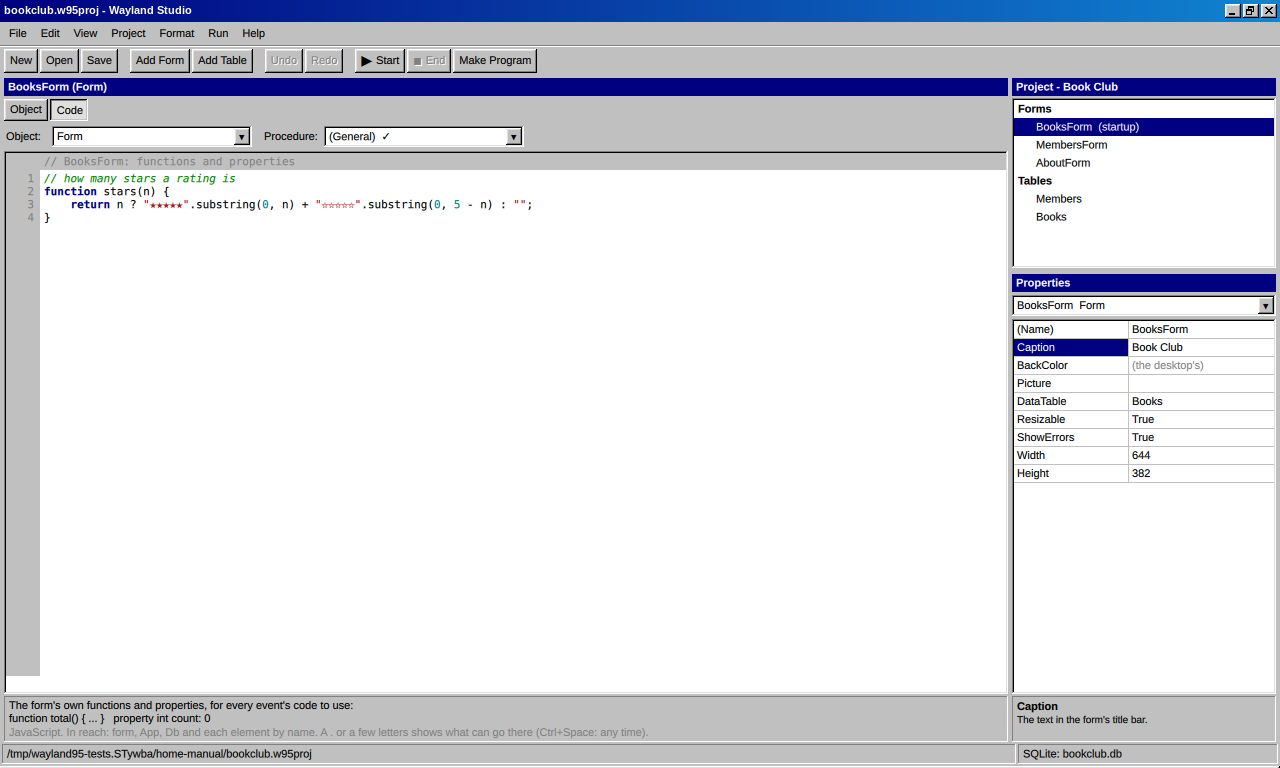 bookclub.w95proj - Wayland Studio
File Edit View Project Format Run Help
New Open Save Add Form Add Table Undo Redo ▶ Start ■ End Make Program
BooksForm (Form)
Object Code
Object: Form Procedure: (General) ✓
// BooksForm: functions and properties
1 // how many stars a rating is
2 function stars(n) {
3 return n ? "★★★★★".substring(0, n) + "☆☆☆☆☆".substring(0, 5 - n) : "";
4 }
The form's own functions and properties, for every event's code to use:
function total() { ... } property int count: 0
JavaScript. In reach: form, App, Db and each element by name. A . or a few letters shows what can go there (Ctrl+Space: any time).
Project - Book Club
Forms
BooksForm (startup)
MembersForm
AboutForm
Tables
Members
Books
Properties
BooksForm Form
(Name) BooksForm
Caption Book Club
BackColor (the desktop's)
Picture
DataTable Books
Resizable True
ShowErrors True
Width 644
Height 382
Caption
The text in the form's title bar.
/tmp/wayland95-tests.STywba/home-manual/bookclub.w95proj
SQLite: bookclub.db